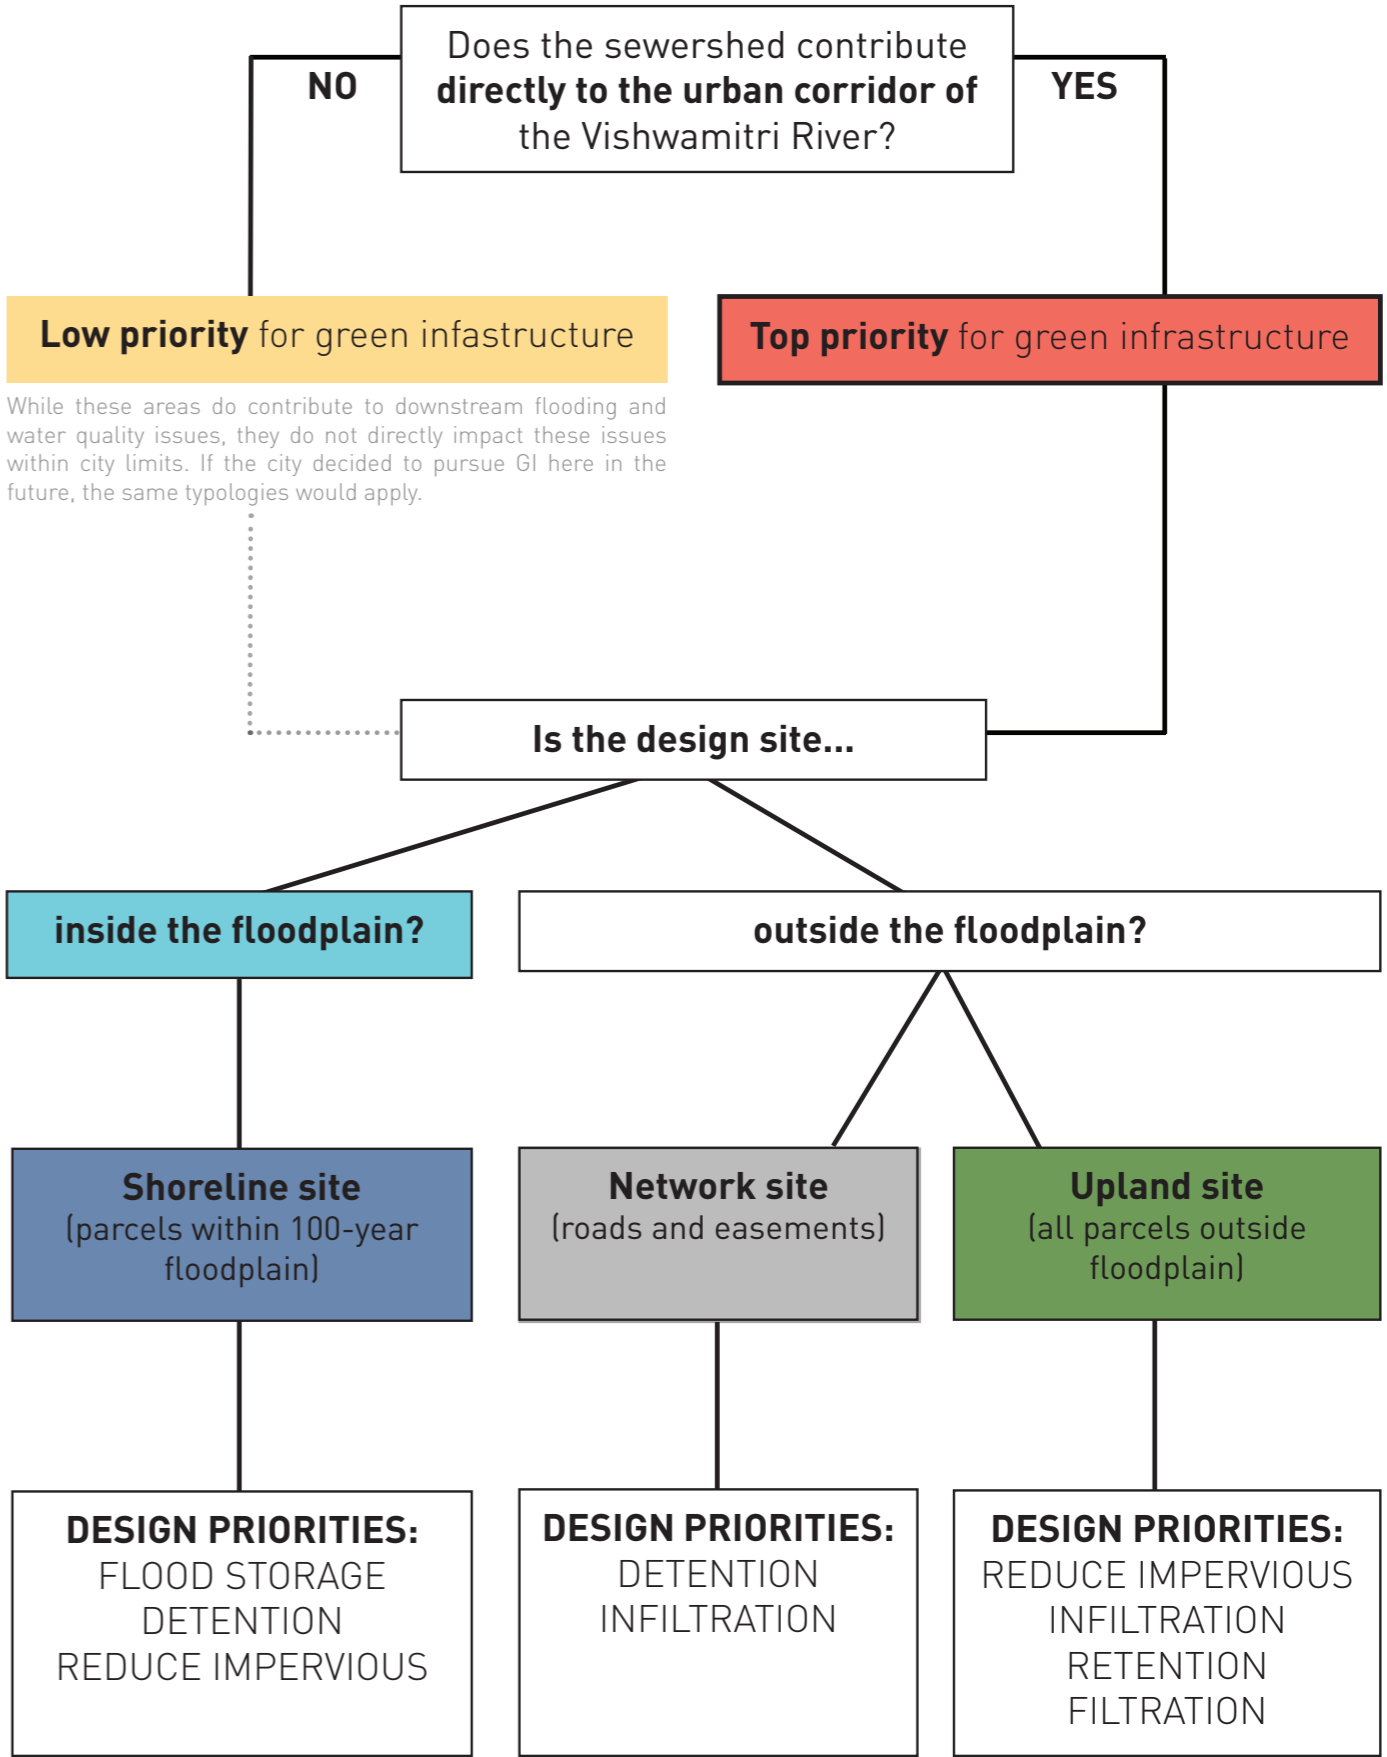 Does the sewershed contribute
directly to the urban corridor of
the Vishwamitri River?
NO
YES
Low priority for green infastructure
Top priority for green infrastructure
While these areas do contribute to downstream flooding and
water quality issues, they do not directly impact these issues
within city limits. If the city decided to pursue GI here in the
future, the same typologies would apply.
Is the design site...
inside the floodplain?
outside the floodplain?
Shoreline site
(parcels within 100-year
floodplain)
Network site
(roads and easements)
Upland site
(all parcels outside
floodplain)
DESIGN PRIORITIES:
FLOOD STORAGE
DETENTION
REDUCE IMPERVIOUS
DESIGN PRIORITIES:
DETENTION
INFILTRATION
DESIGN PRIORITIES:
REDUCE IMPERVIOUS
INFILTRATION
RETENTION
FILTRATION